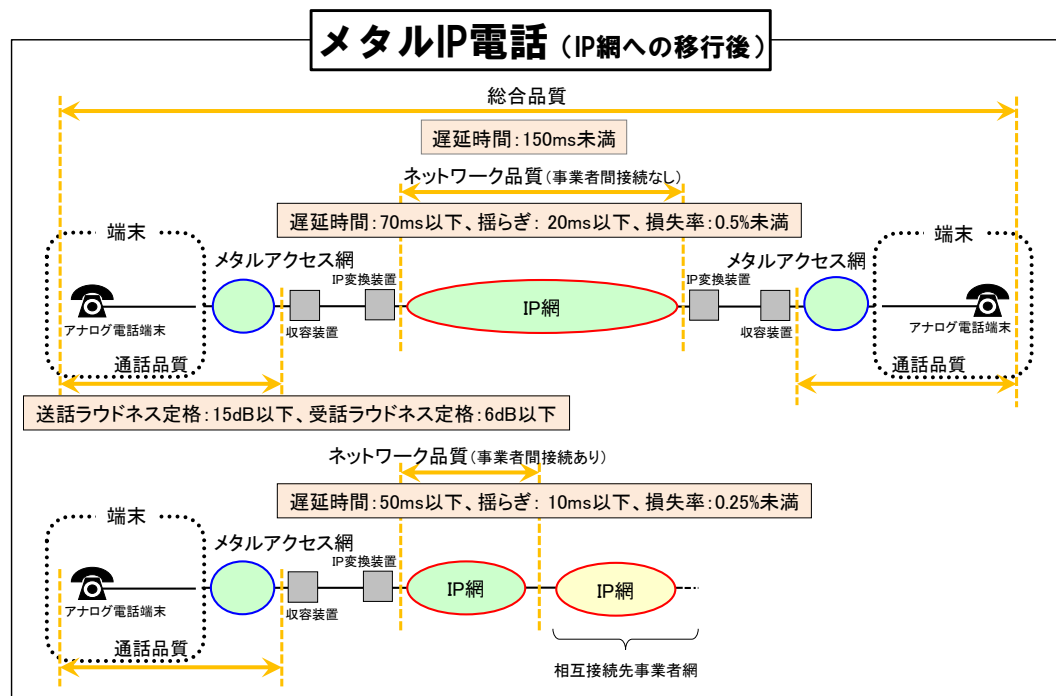 メタルIP電話 (IP網への移行後)
総合品質
遅延時間:150ms未満
ネットワーク品質(事業者間接続なし)
遅延時間:70ms以下、揺らぎ: 20ms以下、損失率:0.5%未満
端末
端末
メタルアクセス網
IP変換装置
IP変換装置
メタルアクセス網
IP網
アナログ電話端末
収容装置
収容装置
アナログ電話端末
通話品質
通話品質
送話ラウドネス定格:15dB以下、受話ラウドネス定格:6dB以下
ネットワーク品質(事業者間接続あり)
遅延時間:50ms以下、揺らぎ: 10ms以下、損失率:0.25%未満
端末
メタルアクセス網
IP変換装置
IP網
IP網
アナログ電話端末
収容装置
通話品質
相互接続先事業者網